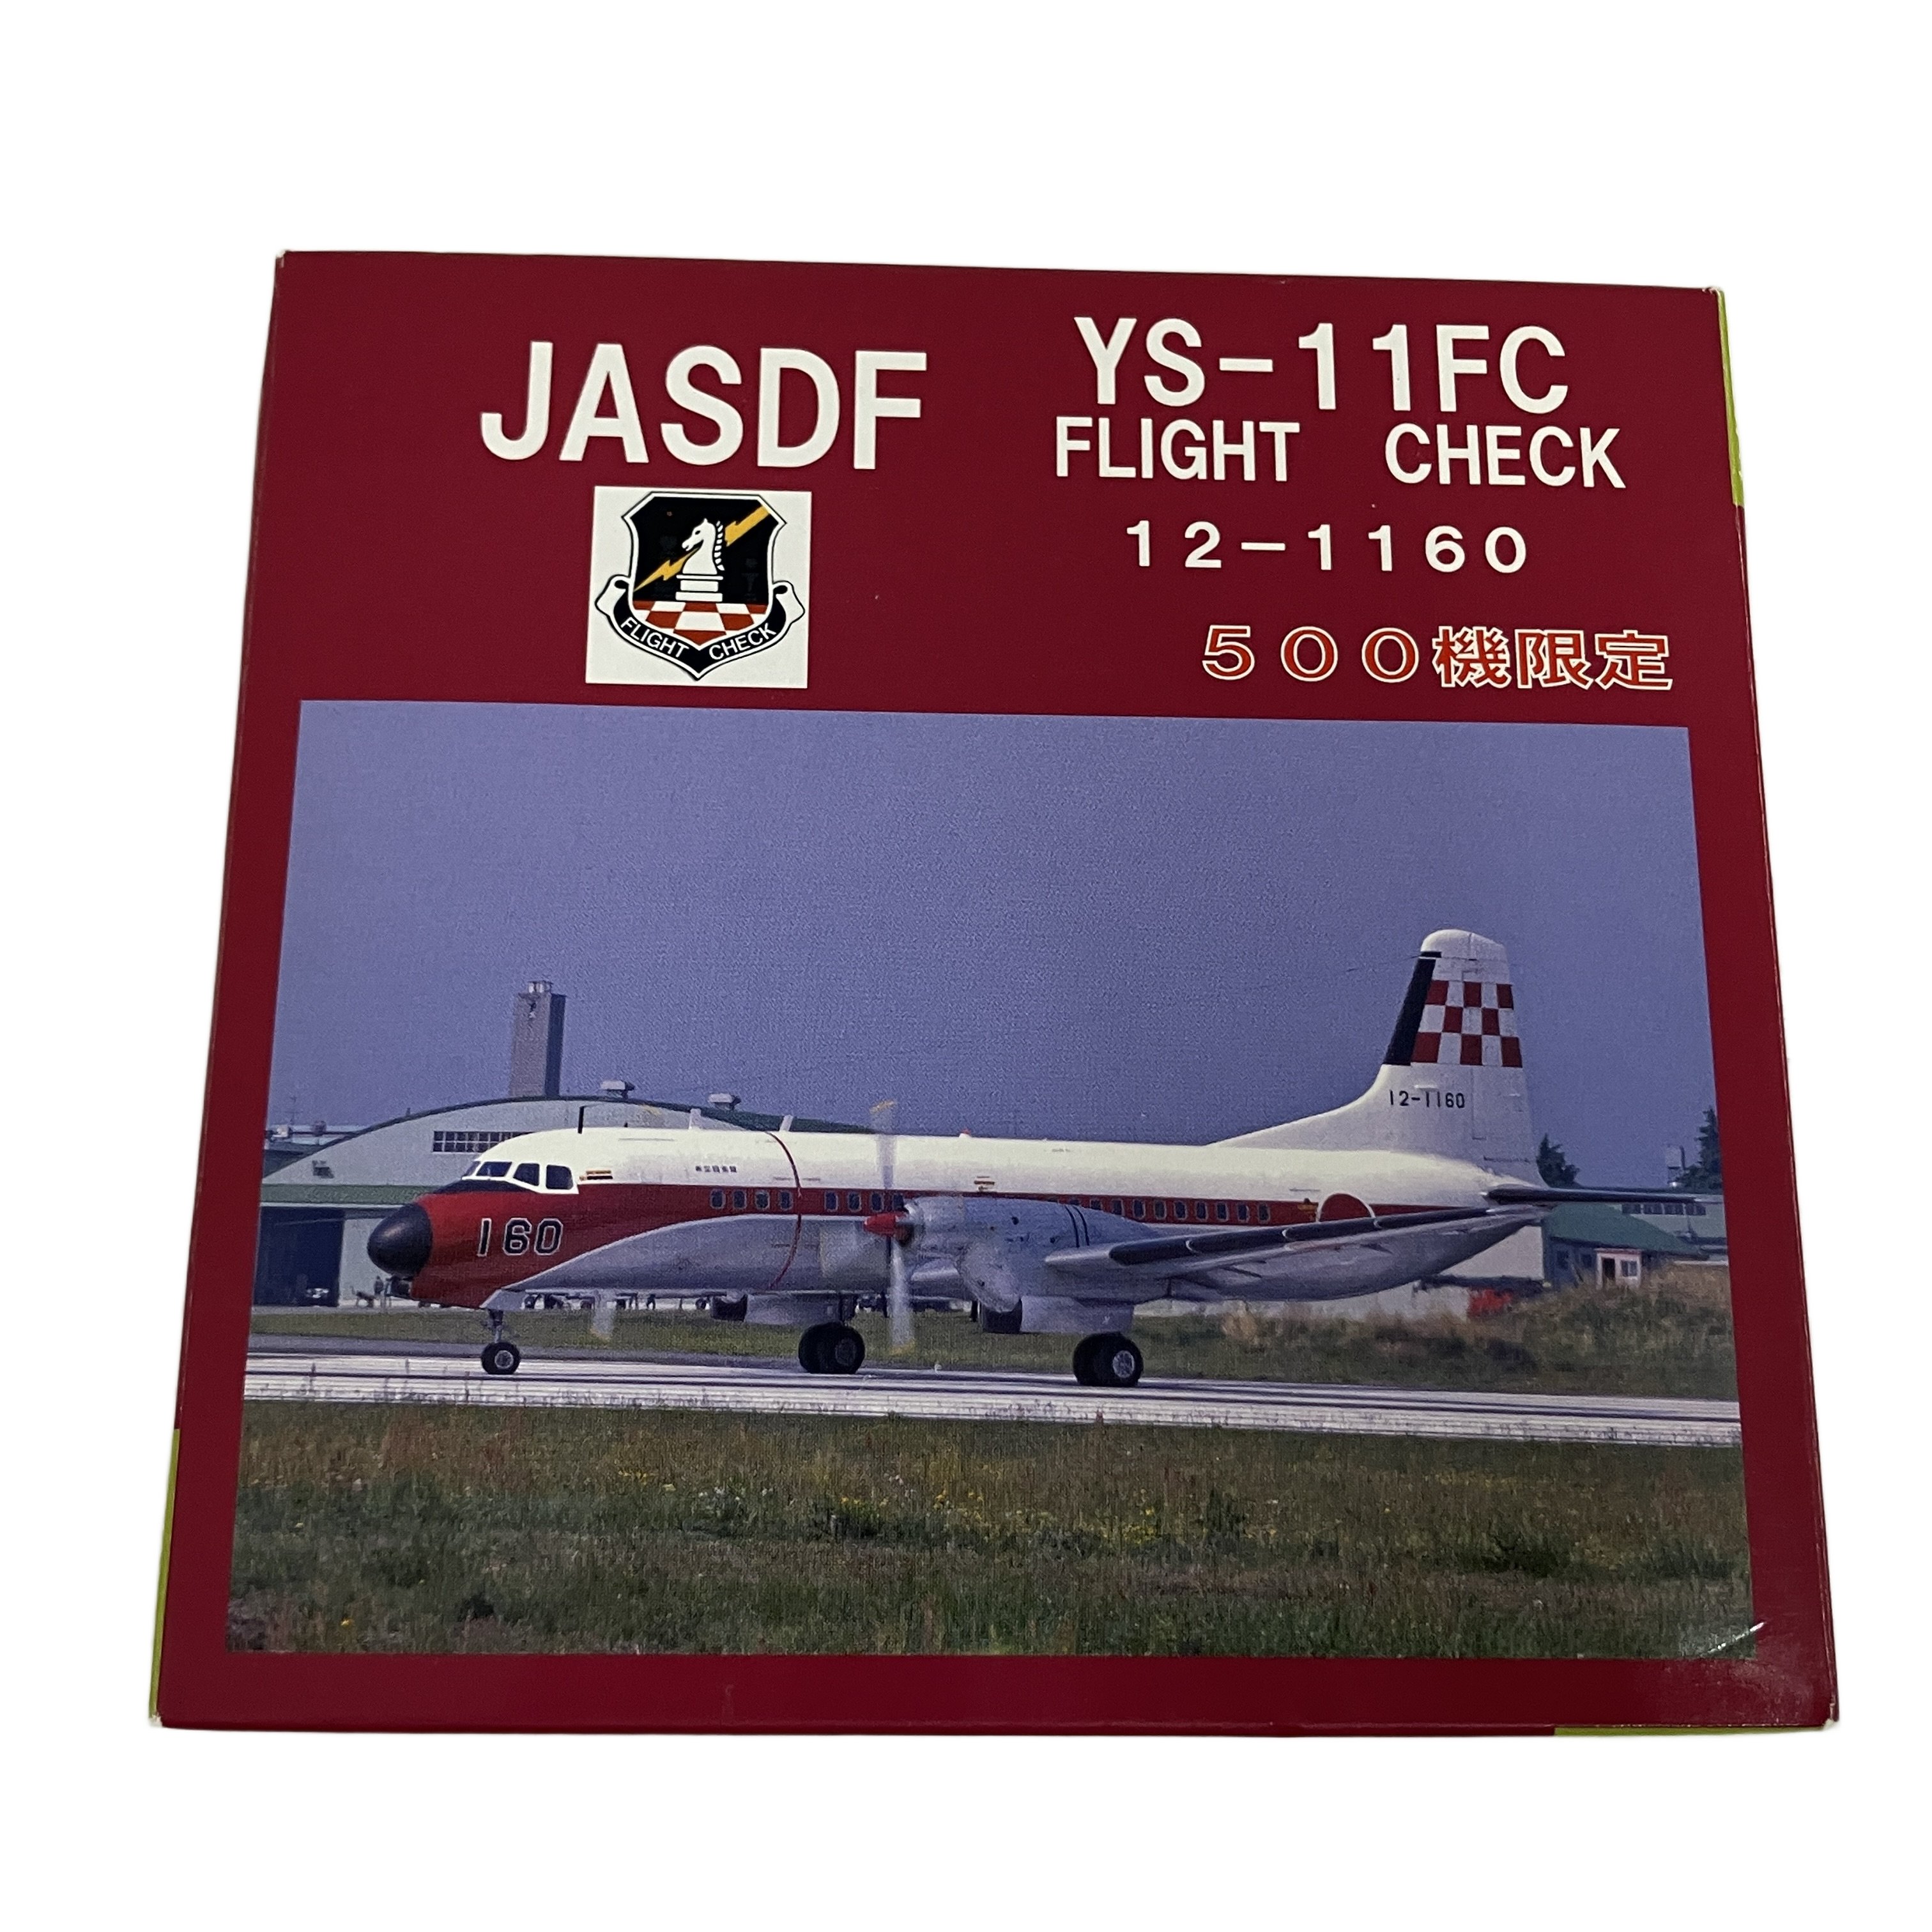 JASDF
YS-11FC
FLIGHT CHECK
12-1160
500機限定
FLIGHT CHECK
12-1160
160